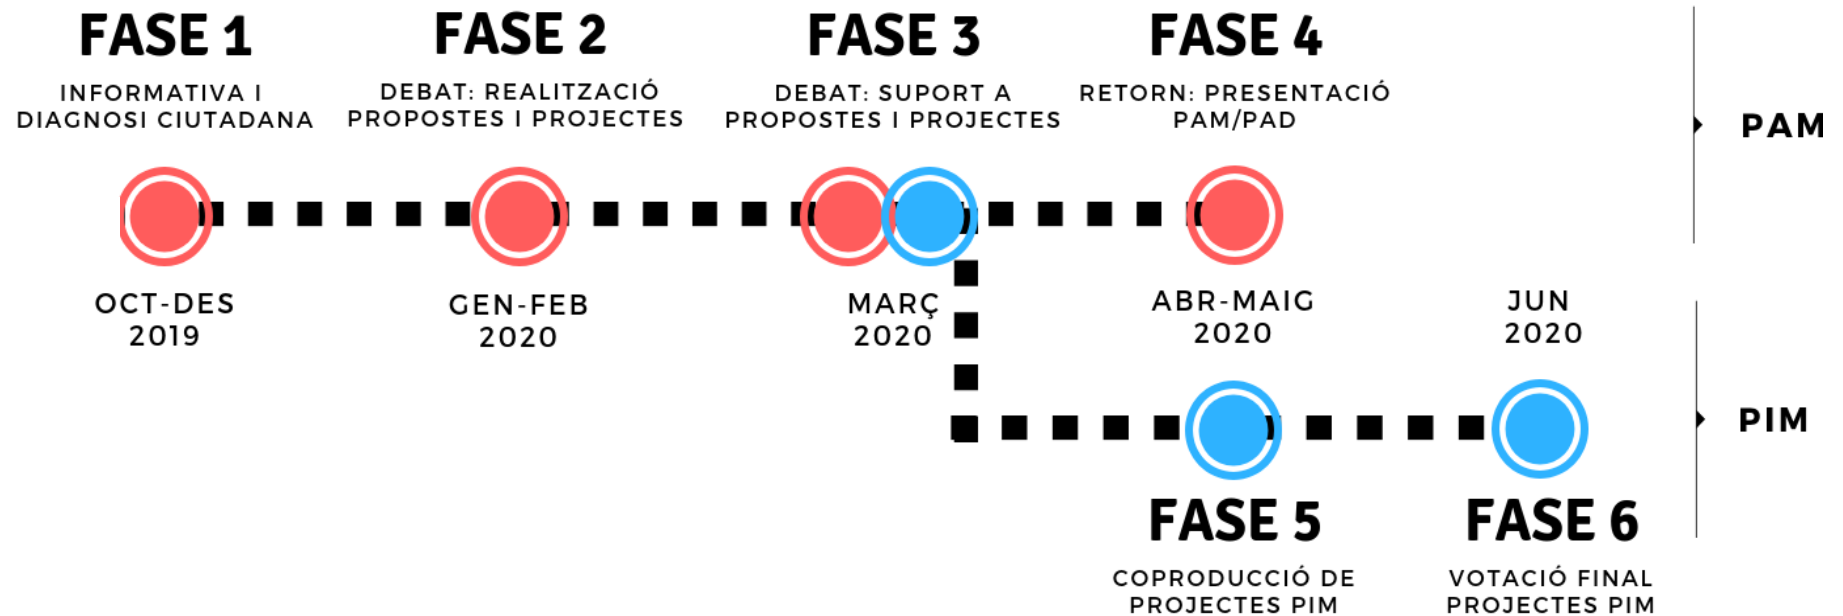 FASE 1
INFORMATIVA I
DIAGNOSI CIUTADANA
FASE 2
DEBAT: REALITZACIÓ
PROPOSTES I PROJECTES
FASE 3
DEBAT: SUPORT A
PROPOSTES I PROJECTES
FASE 4
RETORN: PRESENTACIÓ
PAM/PAD
PAM
OCT-DES
2019
GEN-FEB
2020
MARÇ
2020
ABR-MAIG
2020
JUN
2020
PIM
FASE 5
COPRODUCCIÓ DE
PROJECTES PIM
FASE 6
VOTACIÓ FINAL
PROJECTES PIM